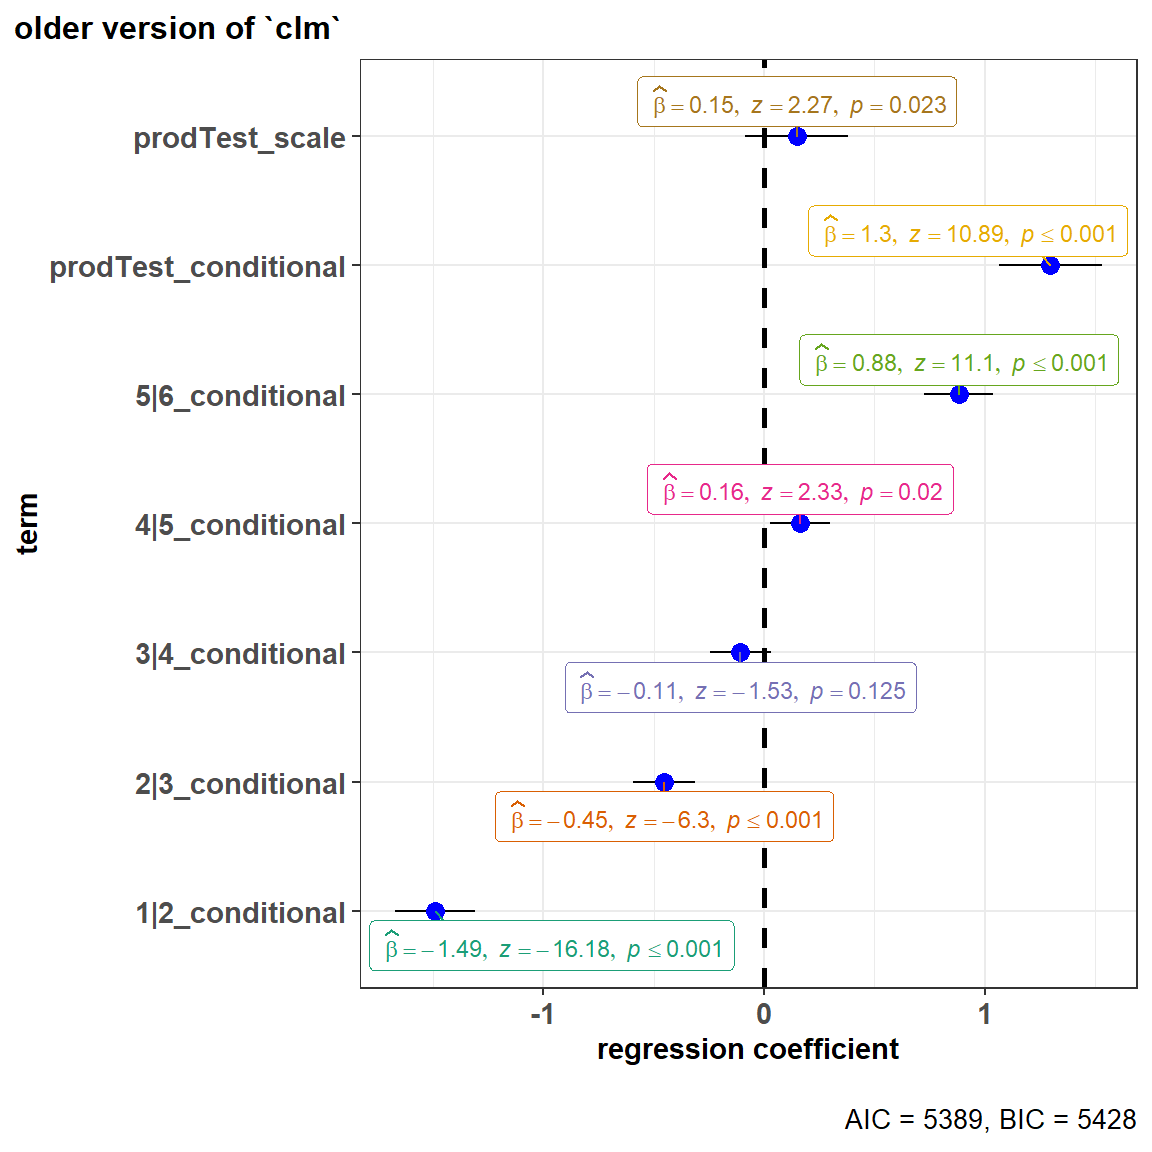 older version of `clm`
prodTest_scale
β̂ = 0.15, z = 2.27, p = 0.023
prodTest_conditional
β̂ = 1.3, z = 10.89, p ≤ 0.001
5|6_conditional
β̂ = 0.88, z = 11.1, p ≤ 0.001
4|5_conditional
β̂ = 0.16, z = 2.33, p = 0.02
term
3|4_conditional
β̂ = −0.11, z = −1.53, p = 0.125
2|3_conditional
β̂ = −0.45, z = −6.3, p ≤ 0.001
1|2_conditional
β̂ = −1.49, z = −16.18, p ≤ 0.001
-1 0 1
regression coefficient
AIC = 5389, BIC = 5428